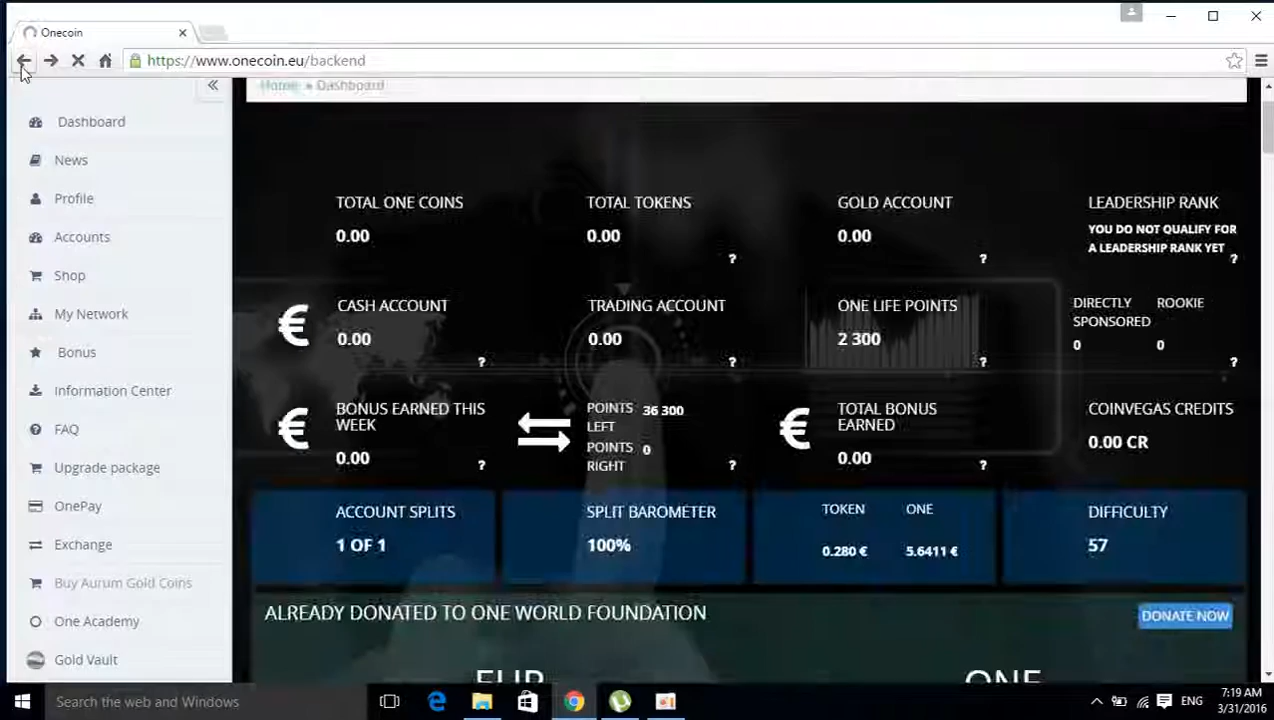 Onecoin
https://www.onecoin.eu/backend
Home » Dashboard
Dashboard
News
Profile
Accounts
Shop
My Network
Bonus
Information Center
FAQ
Upgrade package
OnePay
Exchange
Buy Aurum Gold Coins
One Academy
Gold Vault
TOTAL ONE COINS
0.00
TOTAL TOKENS
0.00
?
GOLD ACCOUNT
0.00
?
LEADERSHIP RANK
YOU DO NOT QUALIFY FOR
A LEADERSHIP RANK YET
?
€
CASH ACCOUNT
0.00
?
TRADING ACCOUNT
0.00
?
ONE LIFE POINTS
2 300
?
DIRECTLY ROOKIE
SPONSORED
0 0
?
€
BONUS EARNED THIS
WEEK
0.00
?
POINTS 36 300
LEFT
POINTS 0
RIGHT
?
€
TOTAL BONUS
EARNED
0.00
?
COINVEGAS CREDITS
0.00 CR
ACCOUNT SPLITS
1 OF 1
SPLIT BAROMETER
100%
TOKEN ONE
0.280 € 5.6411 €
DIFFICULTY
57
ALREADY DONATED TO ONE WORLD FOUNDATION
DONATE NOW
EUR ONE
Search the web and Windows
ENG
7:19 AM
3/31/2016